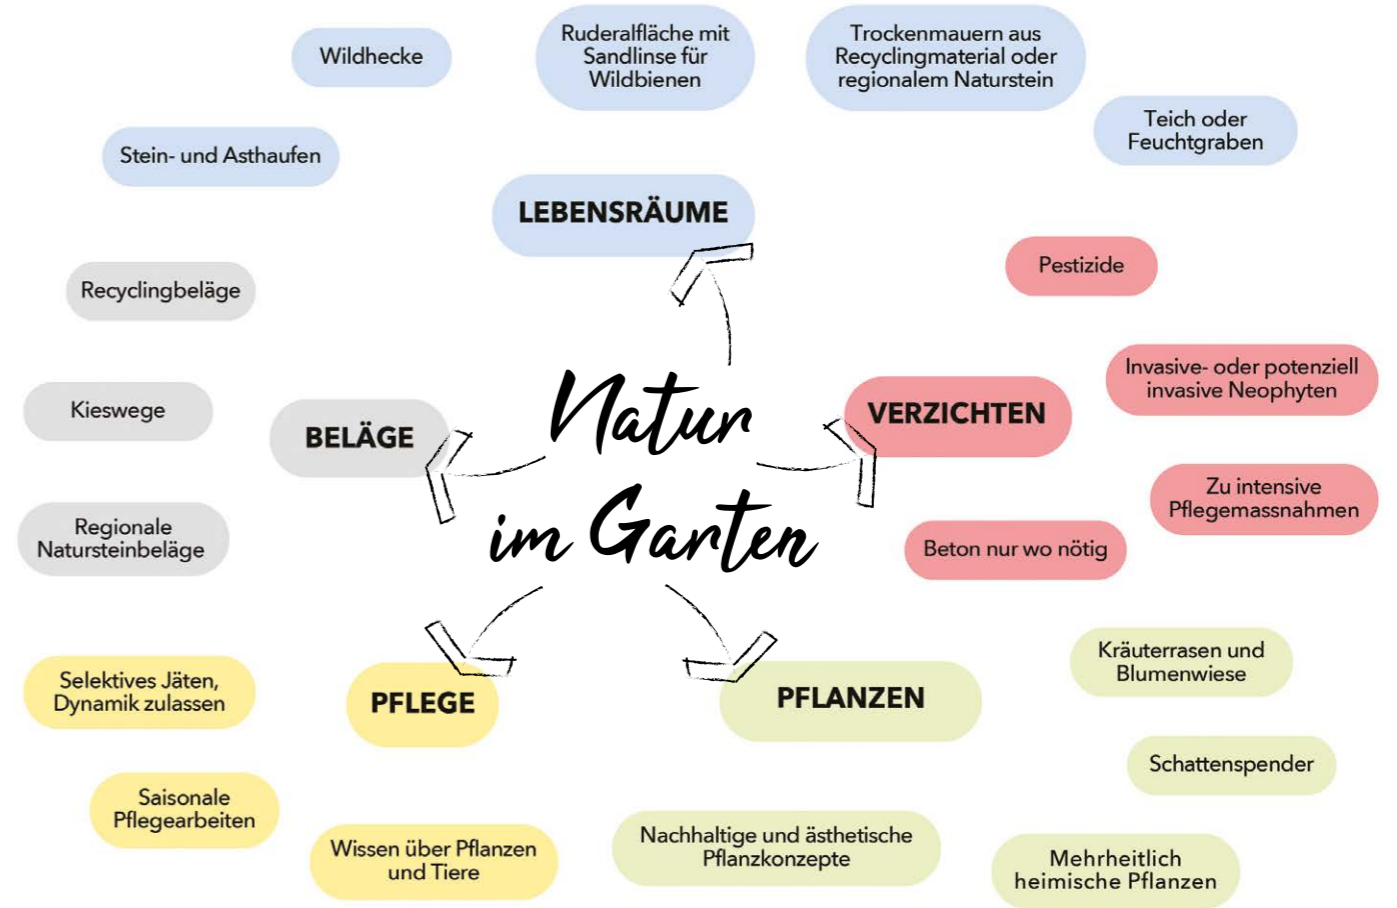 Wildhecke
Ruderalfläche mit
Sandlinse für
Wildbienen
Trockenmauern aus
Recyclingmaterial oder
regionalem Naturstein
Teich oder
Feuchtgraben
Stein- und Asthaufen
LEBENSRÄUME
Pestizide
Recyclingbeläge
Invasive- oder potenziell
invasive Neophyten
Kieswege
BELÄGE
Natur
im Garten
VERZICHTEN
Zu intensive
Pflegemassnahmen
Regionale
Natursteinbeläge
Beton nur wo nötig
Kräuterrasen und
Blumenwiese
Selektives Jäten,
Dynamik zulassen
PFLEGE
PFLANZEN
Schattenspender
Saisonale
Pflegearbeiten
Wissen über Pflanzen
und Tiere
Nachhaltige und ästhetische
Pflanzkonzepte
Mehrheitlich
heimische Pflanzen